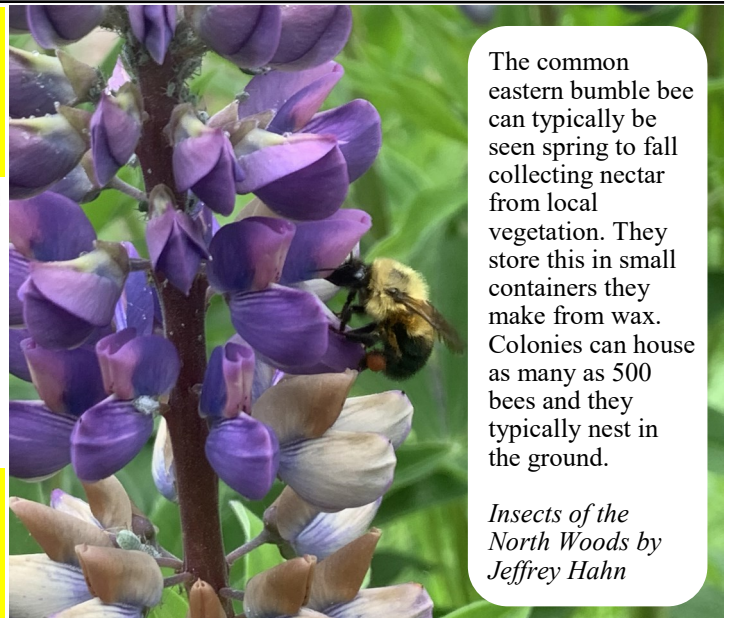 The common
eastern bumble bee
can typically be
seen spring to fall
collecting nectar
from local
vegetation. They
store this in small
containers they
make from wax.
Colonies can house
as many as 500
bees and they
typically nest in
the ground.
Insects of the
North Woods by
Jeffrey Hahn